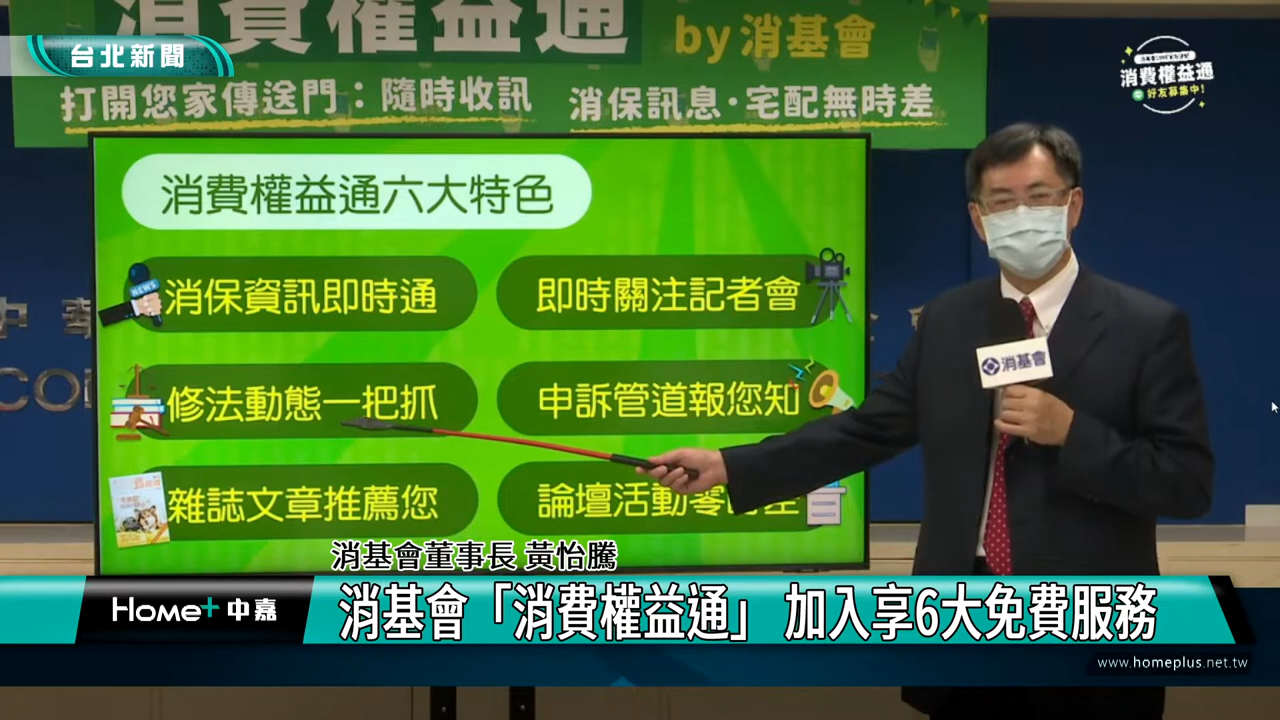 消費權益通 by消基會
台北新聞
打開您家傳送門：隨時收訊 消保訊息·宅配無時差
消費權益通
好友募集中!
消費權益通六大特色
消保資訊即時通
即時關注記者會
NEWS
修法動態一把抓
申訴管道報您知
雜誌文章推薦您
論壇活動零時差
消基會
消基會董事長 黃怡騰
Home+中嘉
消基會「消費權益通」 加入享6大免費服務
www.homeplus.net.tw